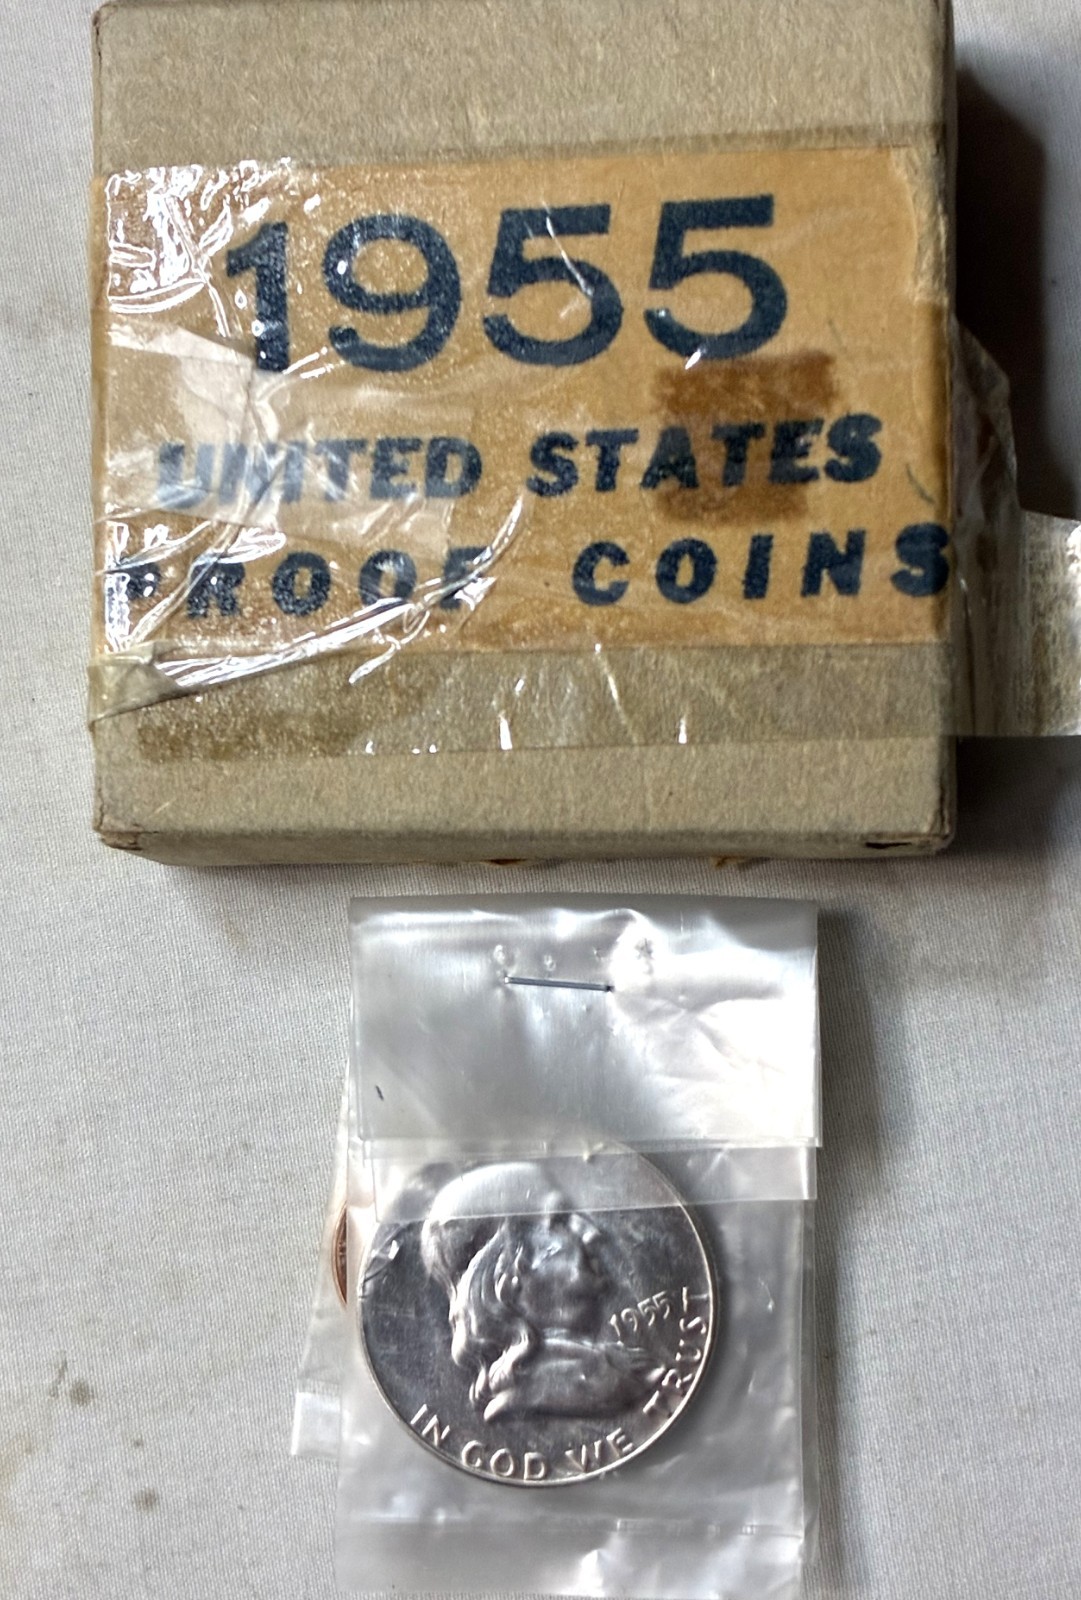 1955
UNITED STATES
PROOF COINS
1955
IN GOD WE TRUST